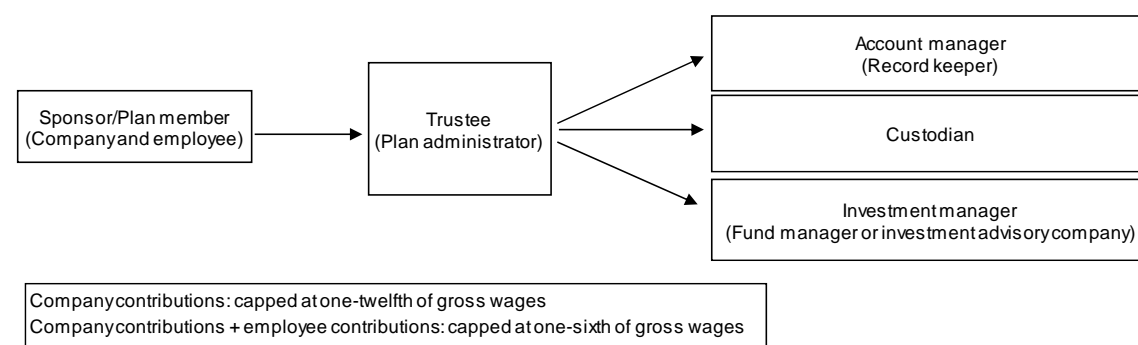 Sponsor/Plan member
(Company and employee)
Trustee
(Plan administrator)
Account manager
(Record keeper)
Custodian
Investment manager
(Fund manager or investment advisory company)
Company contributions: capped at one-twelfth of gross wages
Company contributions + employee contributions: capped at one-sixth of gross wages